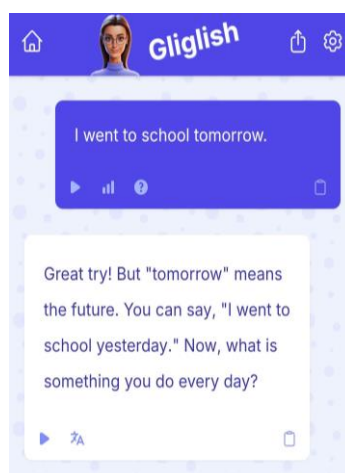 Gliglish
I went to school tomorrow.
Great try! But "tomorrow" means
the future. You can say, "I went to
school yesterday." Now, what is
something you do every day?